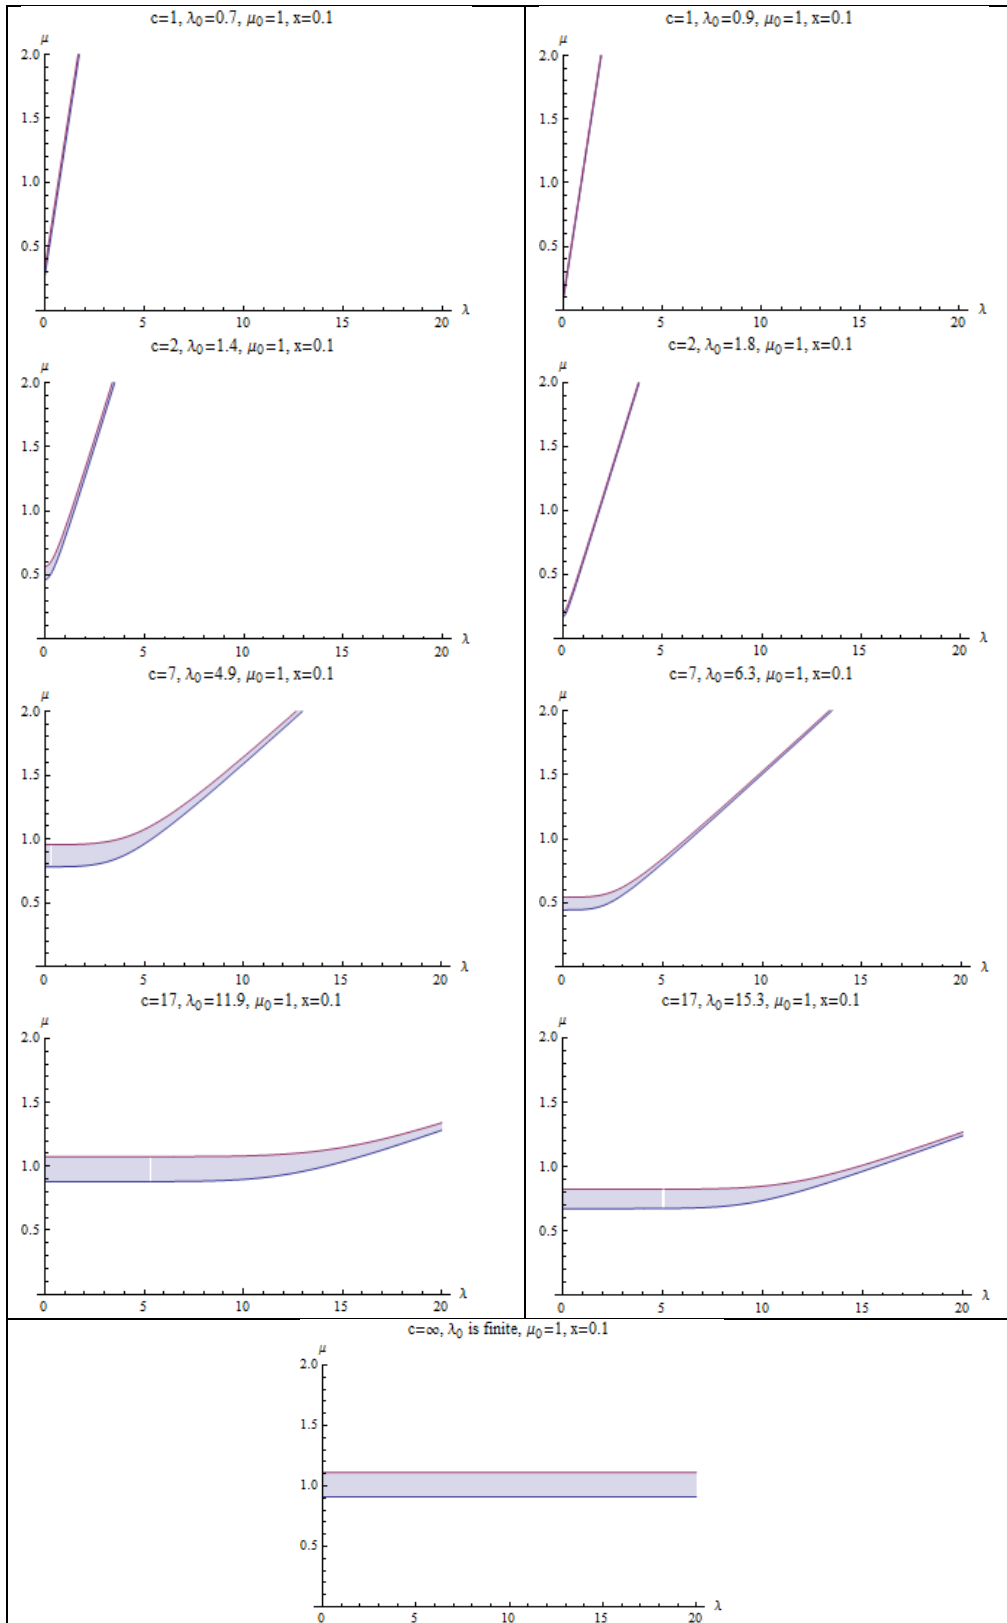 c=1, λ₀=0.7, μ₀=1, x=0.1
μ
2.0
1.5
1.0
0.5
0 5 10 15 20 λ
c=1, λ₀=0.9, μ₀=1, x=0.1
μ
2.0
1.5
1.0
0.5
0 5 10 15 20 λ
c=2, λ₀=1.4, μ₀=1, x=0.1
μ
2.0
1.5
1.0
0.5
0 5 10 15 20 λ
c=2, λ₀=1.8, μ₀=1, x=0.1
μ
2.0
1.5
1.0
0.5
0 5 10 15 20 λ
c=7, λ₀=4.9, μ₀=1, x=0.1
μ
2.0
1.5
1.0
0.5
0 5 10 15 20 λ
c=7, λ₀=6.3, μ₀=1, x=0.1
μ
2.0
1.5
1.0
0.5
0 5 10 15 20 λ
c=17, λ₀=11.9, μ₀=1, x=0.1
μ
2.0
1.5
1.0
0.5
0 5 10 15 20 λ
c=17, λ₀=15.3, μ₀=1, x=0.1
μ
2.0
1.5
1.0
0.5
0 5 10 15 20 λ
c=∞, λ₀ is finite, μ₀=1, x=0.1
μ
2.0
1.5
1.0
0.5
0 5 10 15 20 λ